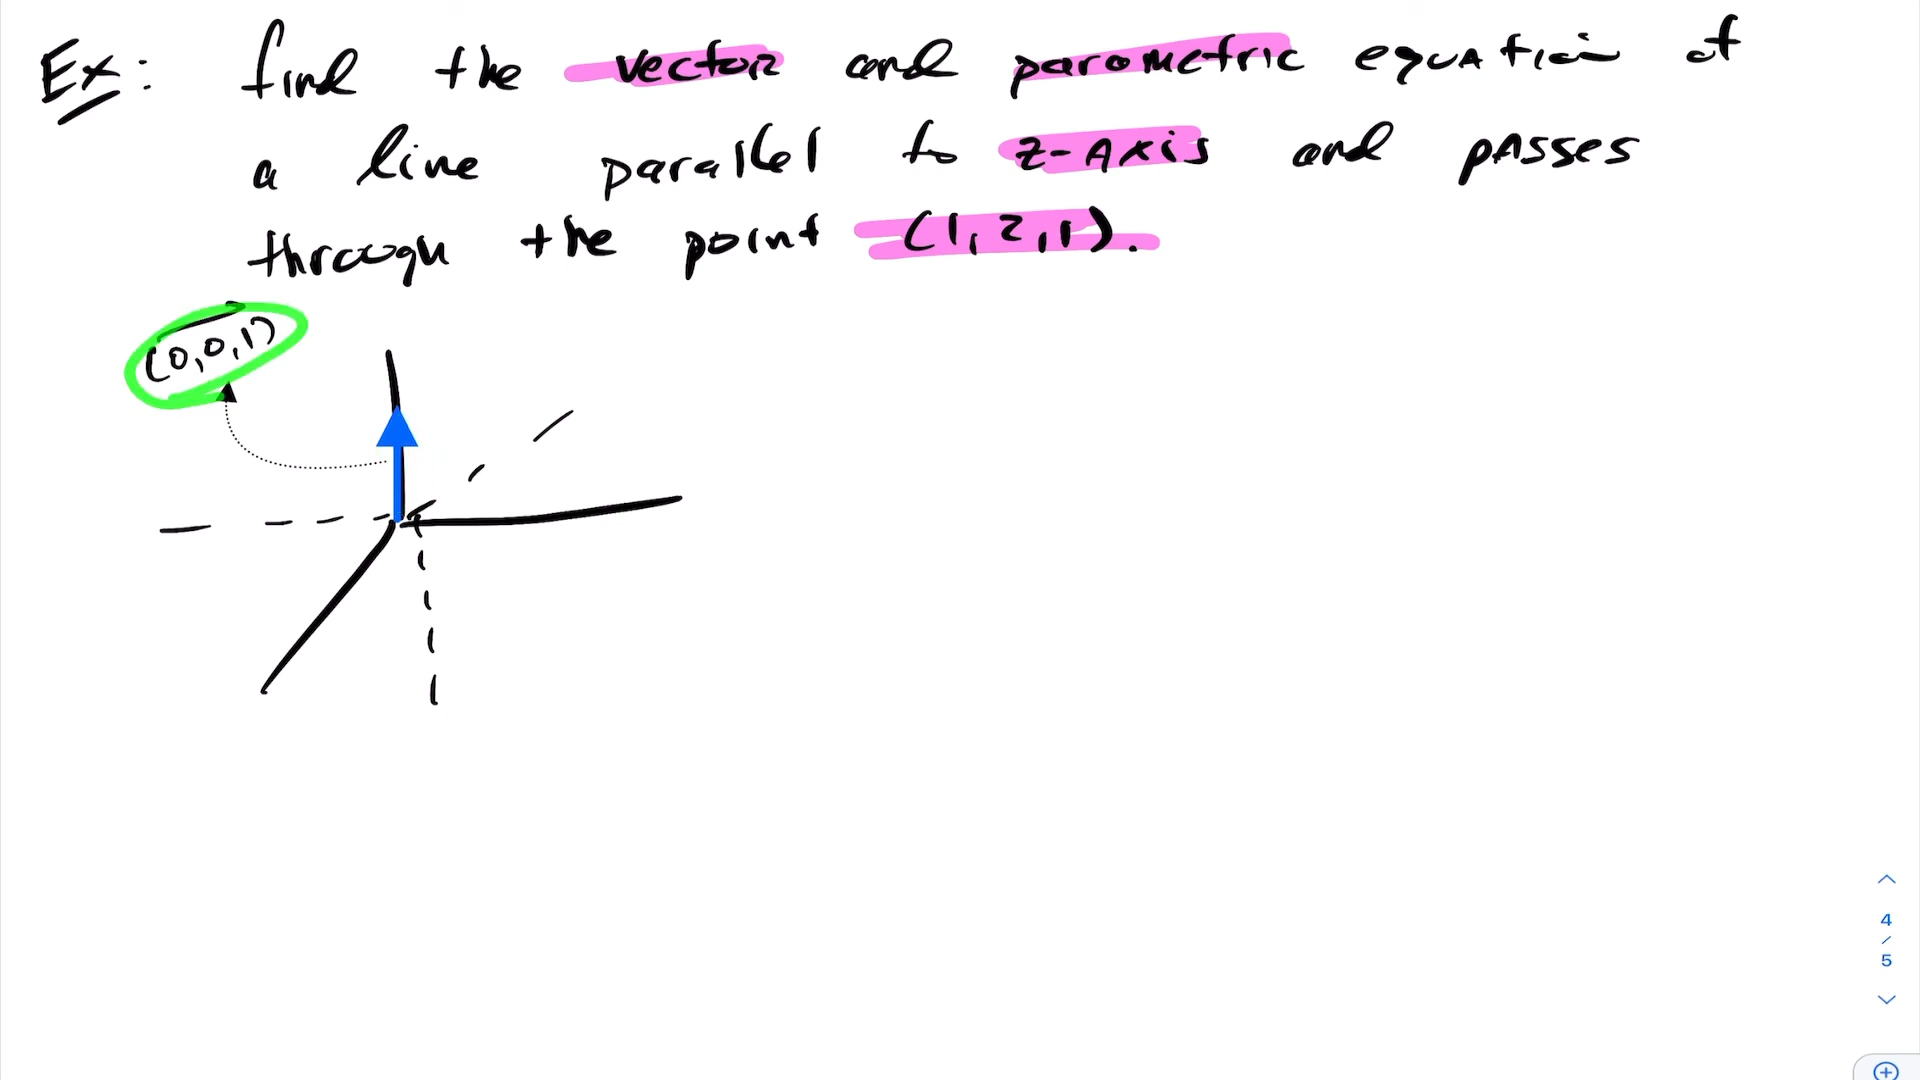 Ex: find the vector and parametric equation of
a line parallel to z-Axis and pAsses
through the point (1, 2, 1).
(0, 0, 1)
4
/
5